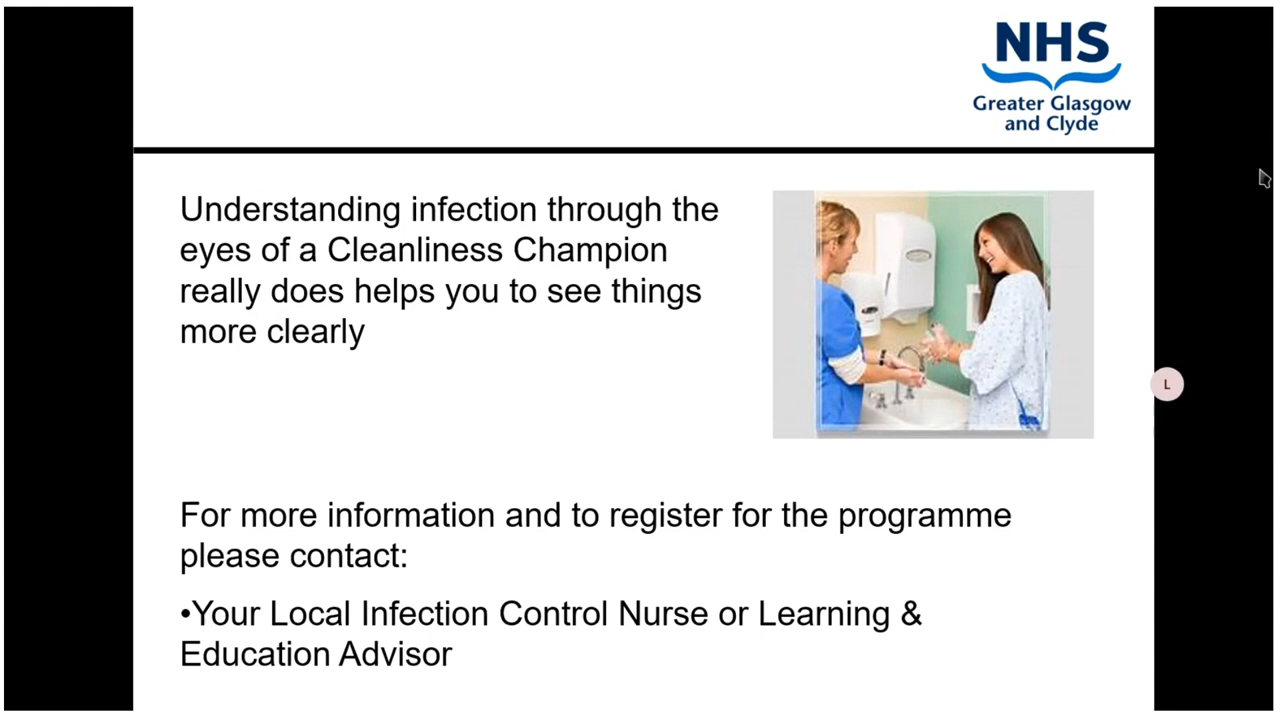 NHS
Greater Glasgow
and Clyde
Understanding infection through the
eyes of a Cleanliness Champion
really does helps you to see things
more clearly
L
For more information and to register for the programme
please contact:
•Your Local Infection Control Nurse or Learning &
Education Advisor